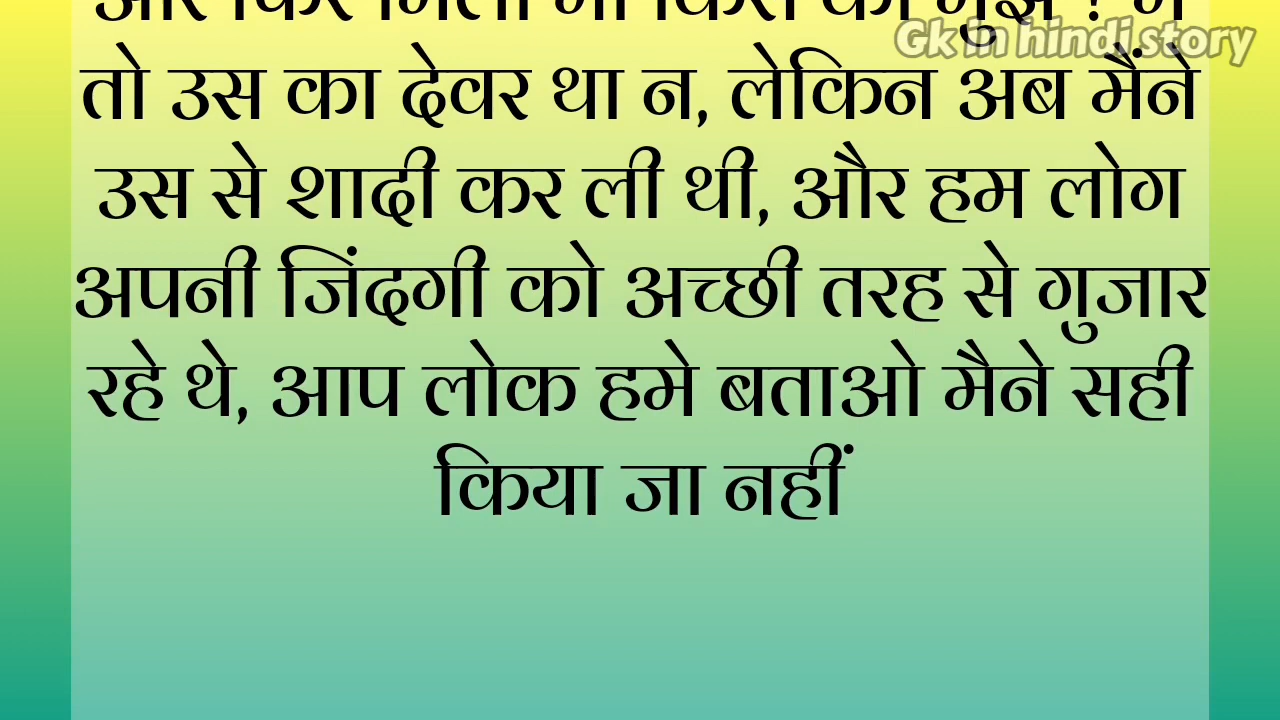 Gk in hindi story
तो उस का देवर था न, लेकिन अब मैंने
उस से शादी कर ली थी, और हम लोग
अपनी जिंदगी को अच्छी तरह से गुजार
रहे थे, आप लोक हमे बताओ मैने सही
किया जा नहीं